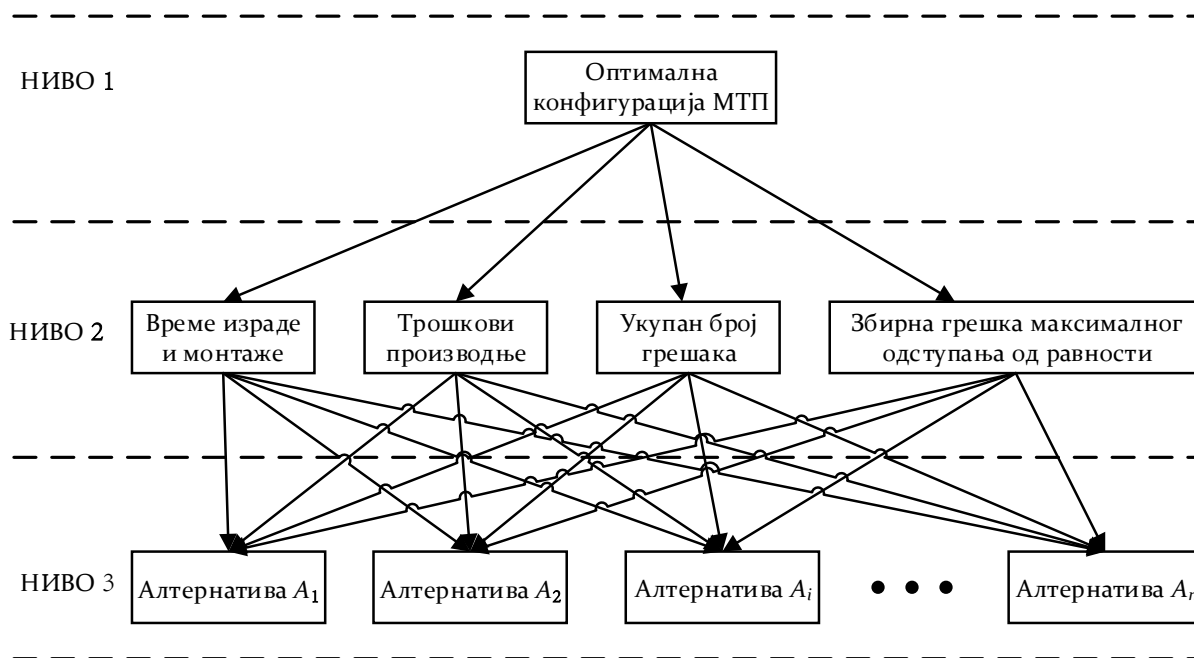 НИВО 1
Оптимална
конфигурација МТП
НИВО 2
Време израде
и монтаже
Трошкови
производње
Укупан број
грешака
Збирна грешка максималног
одступања од равности
НИВО 3
Алтернатива A₁
Алтернатива A₂
Алтернатива Aᵢ
Алтернатива Aₙ